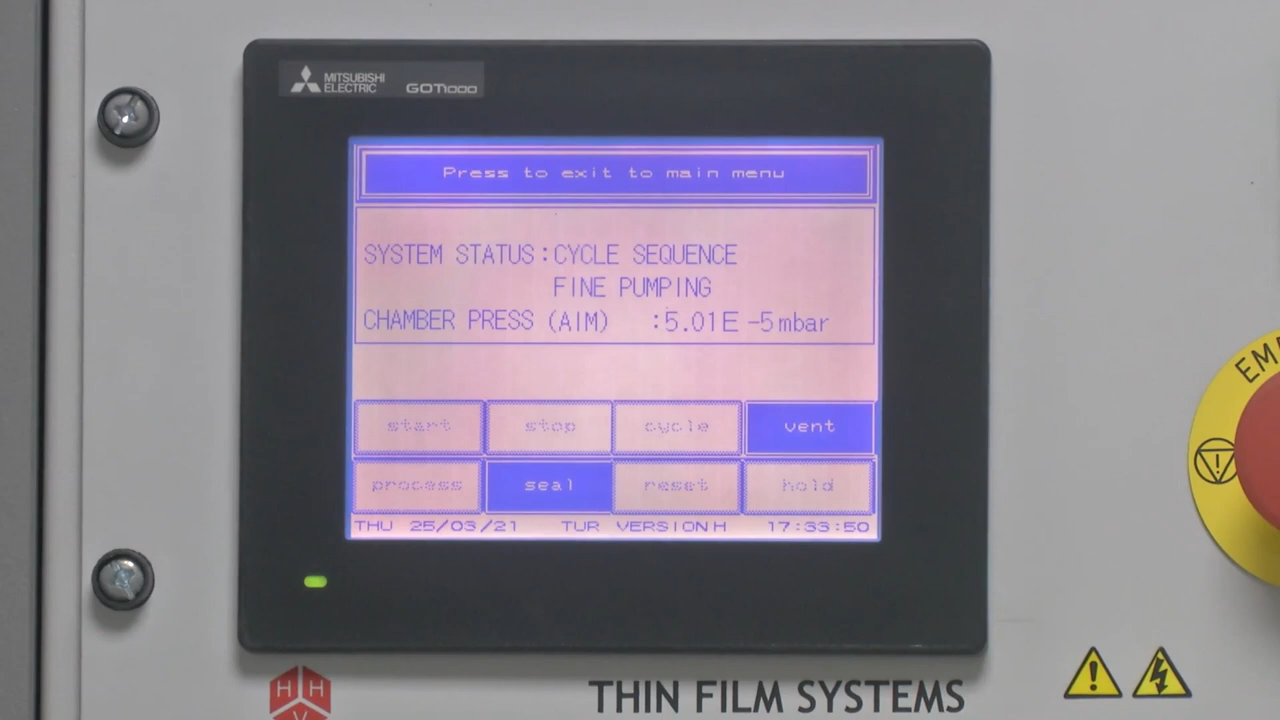 MITSUBISHI
ELECTRIC GOT1000
Press to exit to main menu
SYSTEM STATUS:CYCLE SEQUENCE
FINE PUMPING
CHAMBER PRESS (AIM) :5.01E-5mbar
start stop cycle vent
process seal reset hold
THU 25/03/21 TUR VERSION H 17:33:50
EME
HHV
THIN FILM SYSTEMS